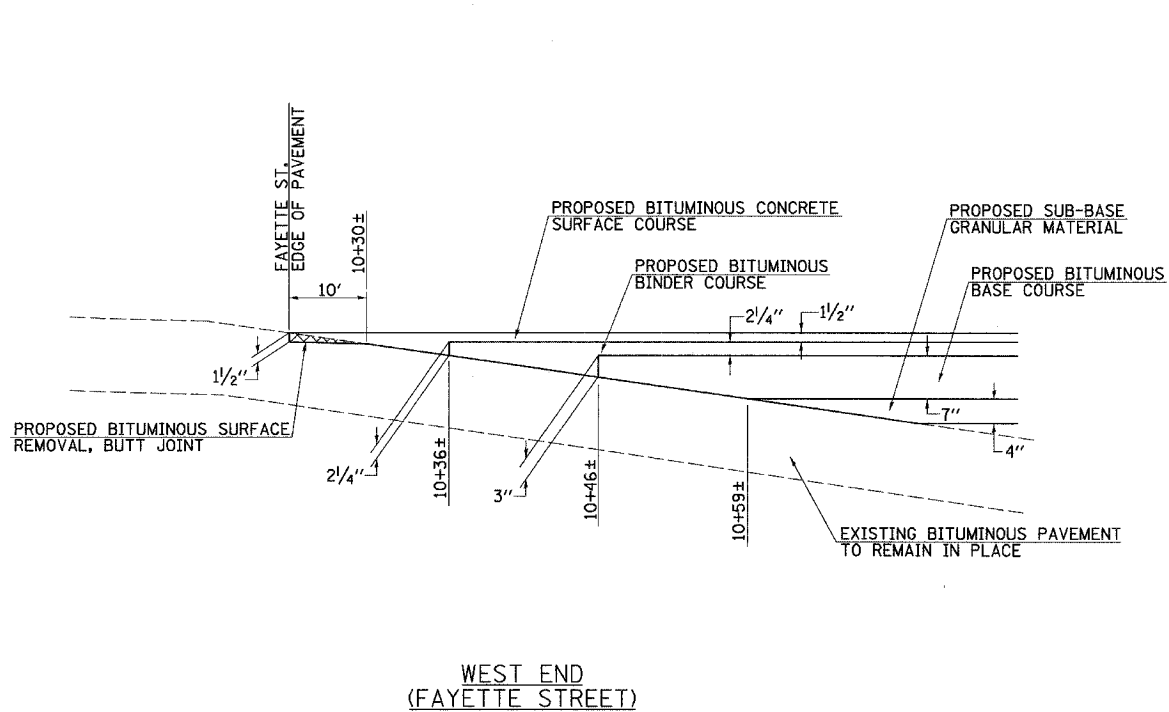 FAYETTE ST.
EDGE OF PAVEMENT
10+30±
10'
PROPOSED BITUMINOUS CONCRETE
SURFACE COURSE
PROPOSED BITUMINOUS
BINDER COURSE
PROPOSED SUB-BASE
GRANULAR MATERIAL
PROPOSED BITUMINOUS
BASE COURSE
2¼"
1½"
1½"
7"
4"
PROPOSED BITUMINOUS SURFACE
REMOVAL, BUTT JOINT
2¼"
10+36±
3"
10+46±
10+59±
EXISTING BITUMINOUS PAVEMENT
TO REMAIN IN PLACE
WEST END
(FAYETTE STREET)